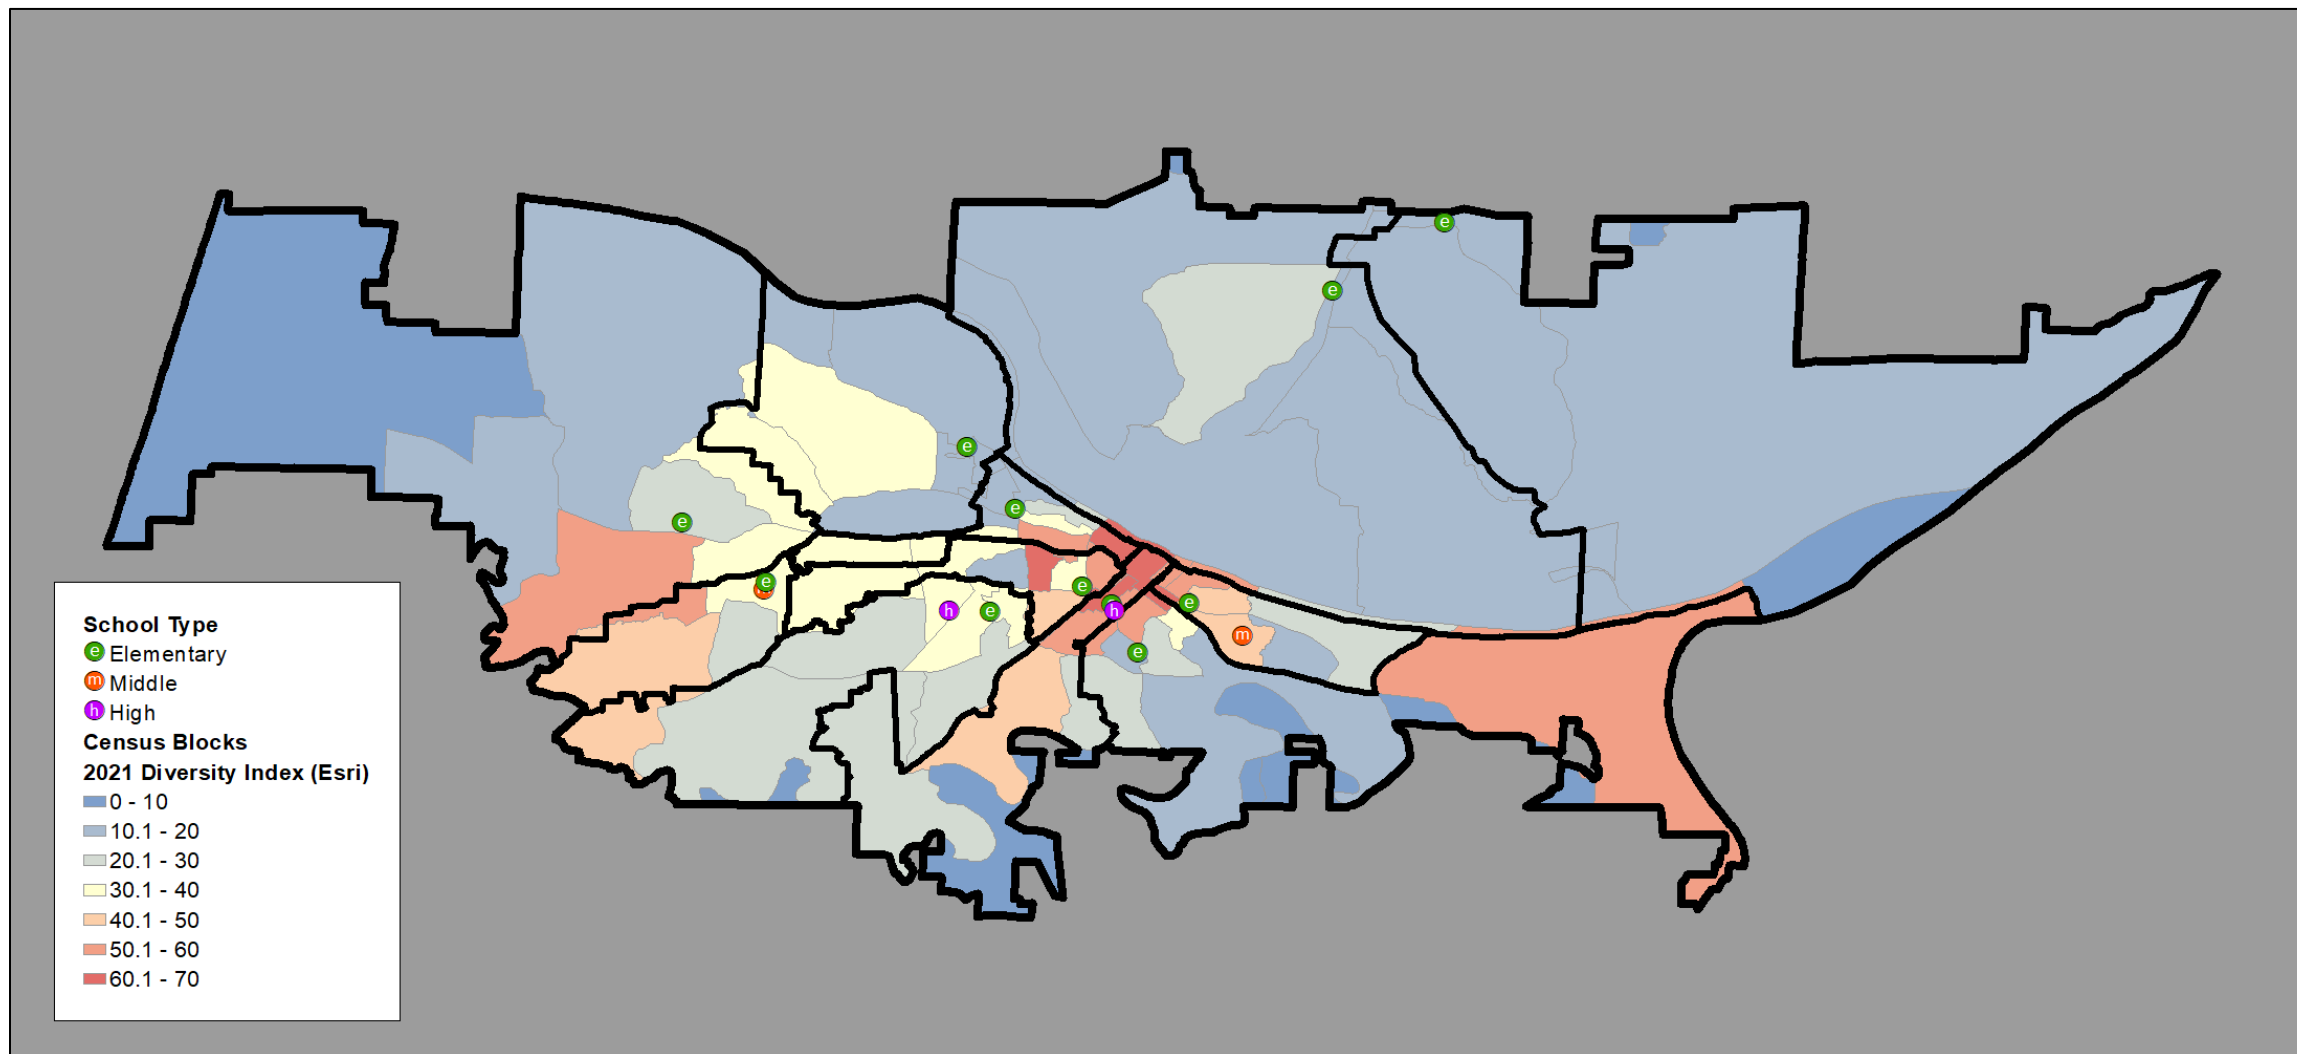 e
e
e
e
e
e
e
m
e
h
e
e
h
e
m
e
School Type
e Elementary
m Middle
h High
Census Blocks
2021 Diversity Index (Esri)
0 - 10
10.1 - 20
20.1 - 30
30.1 - 40
40.1 - 50
50.1 - 60
60.1 - 70